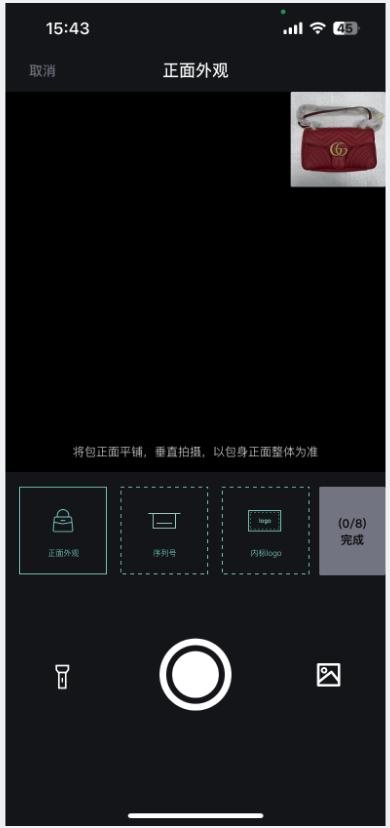 15:43
45
取消
正面外观
将包正面平铺，垂直拍摄，以包身正面整体为准
正面外观
序列号
logo
内标logo
(0/8)
完成